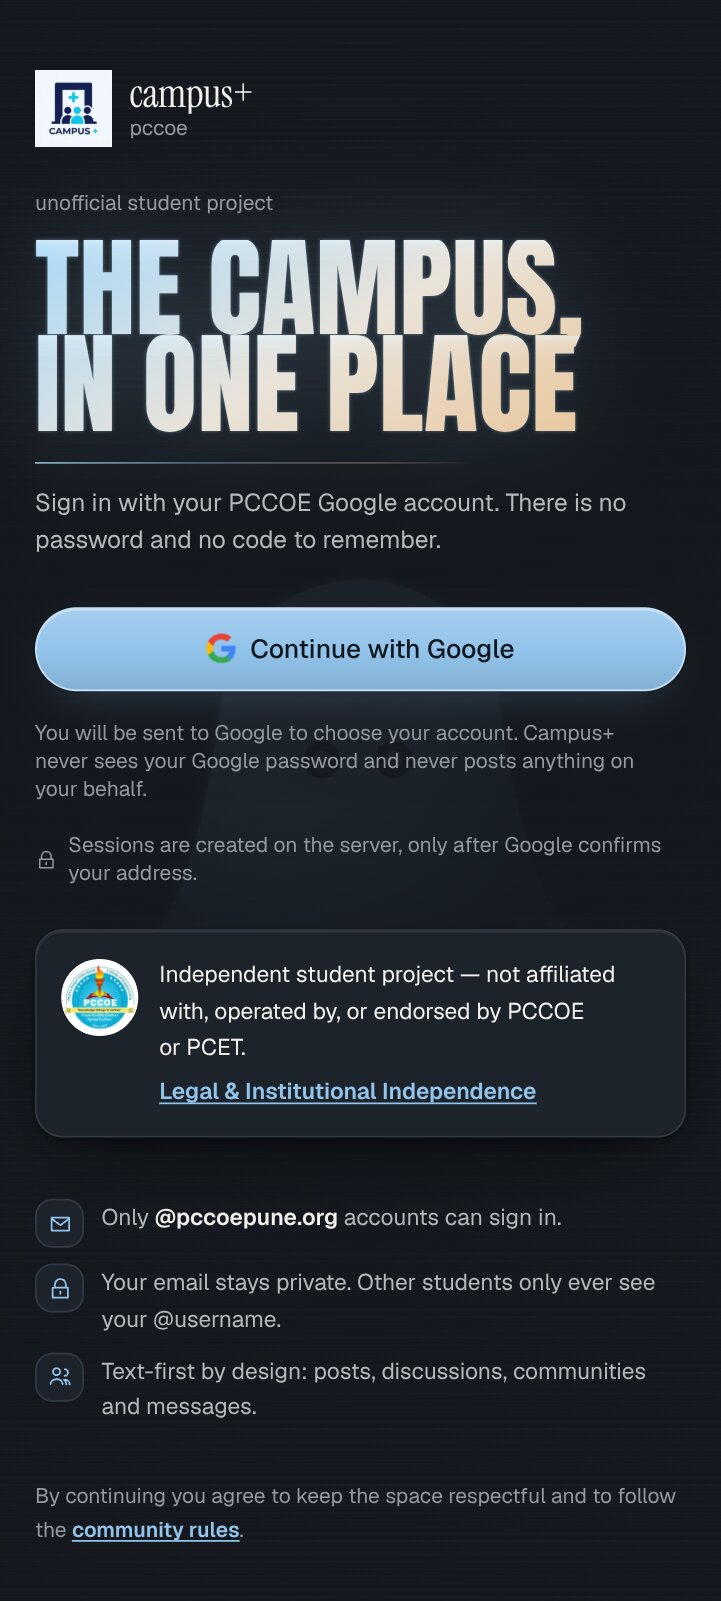 CAMPUS +
campus+
pccoe
unofficial student project
THE CAMPUS,
IN ONE PLACE
Sign in with your PCCOE Google account. There is no
password and no code to remember.
Continue with Google
You will be sent to Google to choose your account. Campus+
never sees your Google password and never posts anything on
your behalf.
Sessions are created on the server, only after Google confirms
your address.
PCCOE
Independent student project — not affiliated
with, operated by, or endorsed by PCCOE
or PCET.
Legal & Institutional Independence
Only @pccoepune.org accounts can sign in.
Your email stays private. Other students only ever see
your @username.
Text-first by design: posts, discussions, communities
and messages.
By continuing you agree to keep the space respectful and to follow
the community rules.